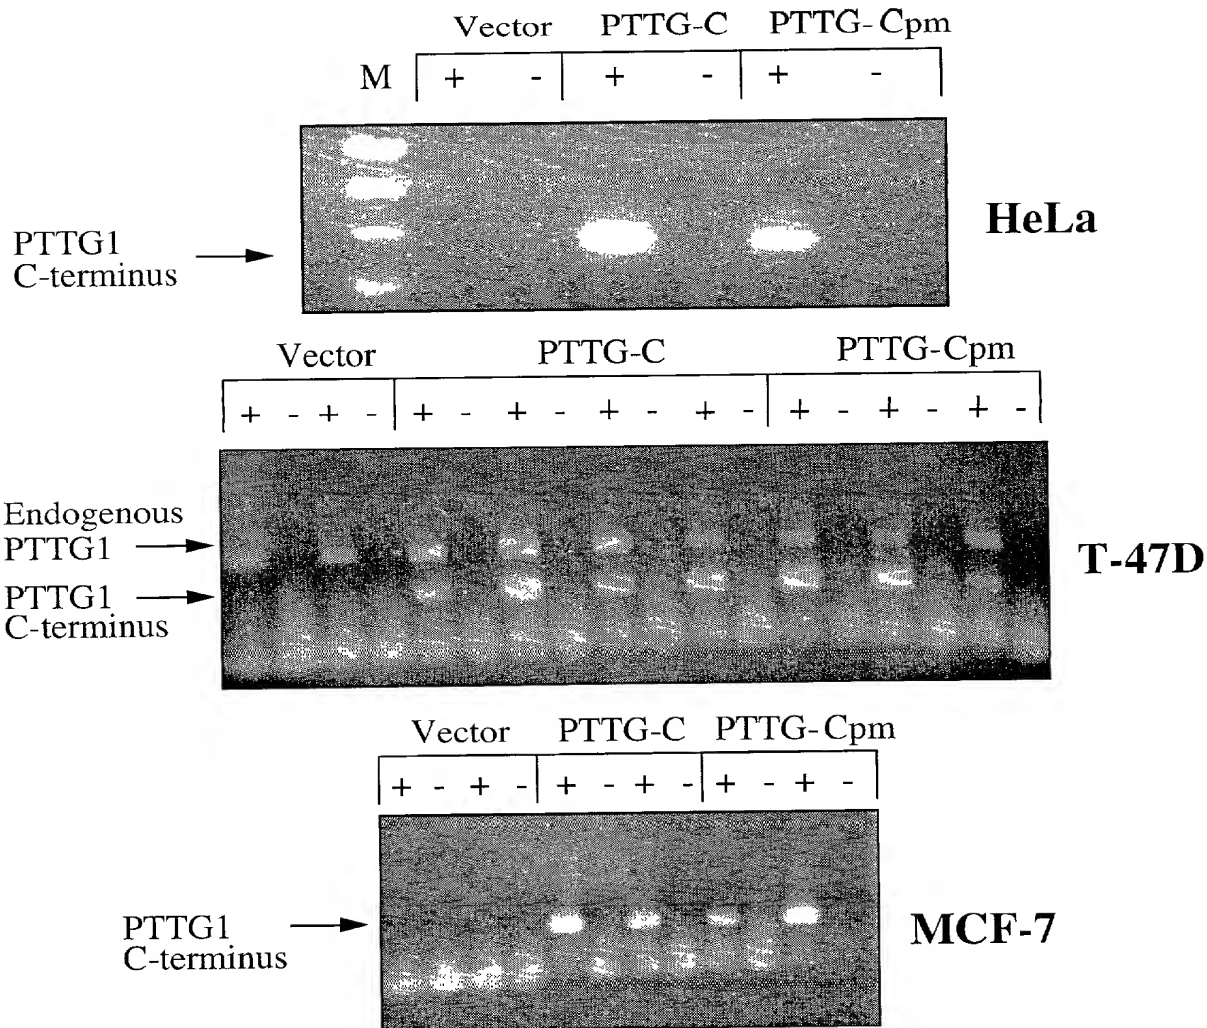 Vector PTTG-C PTTG-Cpm
M + - + - + -
PTTG1
C-terminus
HeLa
Vector PTTG-C PTTG-Cpm
+ - + - + - + - + - + - + - + - + -
Endogenous
PTTG1
PTTG1
C-terminus
T-47D
Vector PTTG-C PTTG-Cpm
+ - + - + - + - + - + -
PTTG1
C-terminus
MCF-7